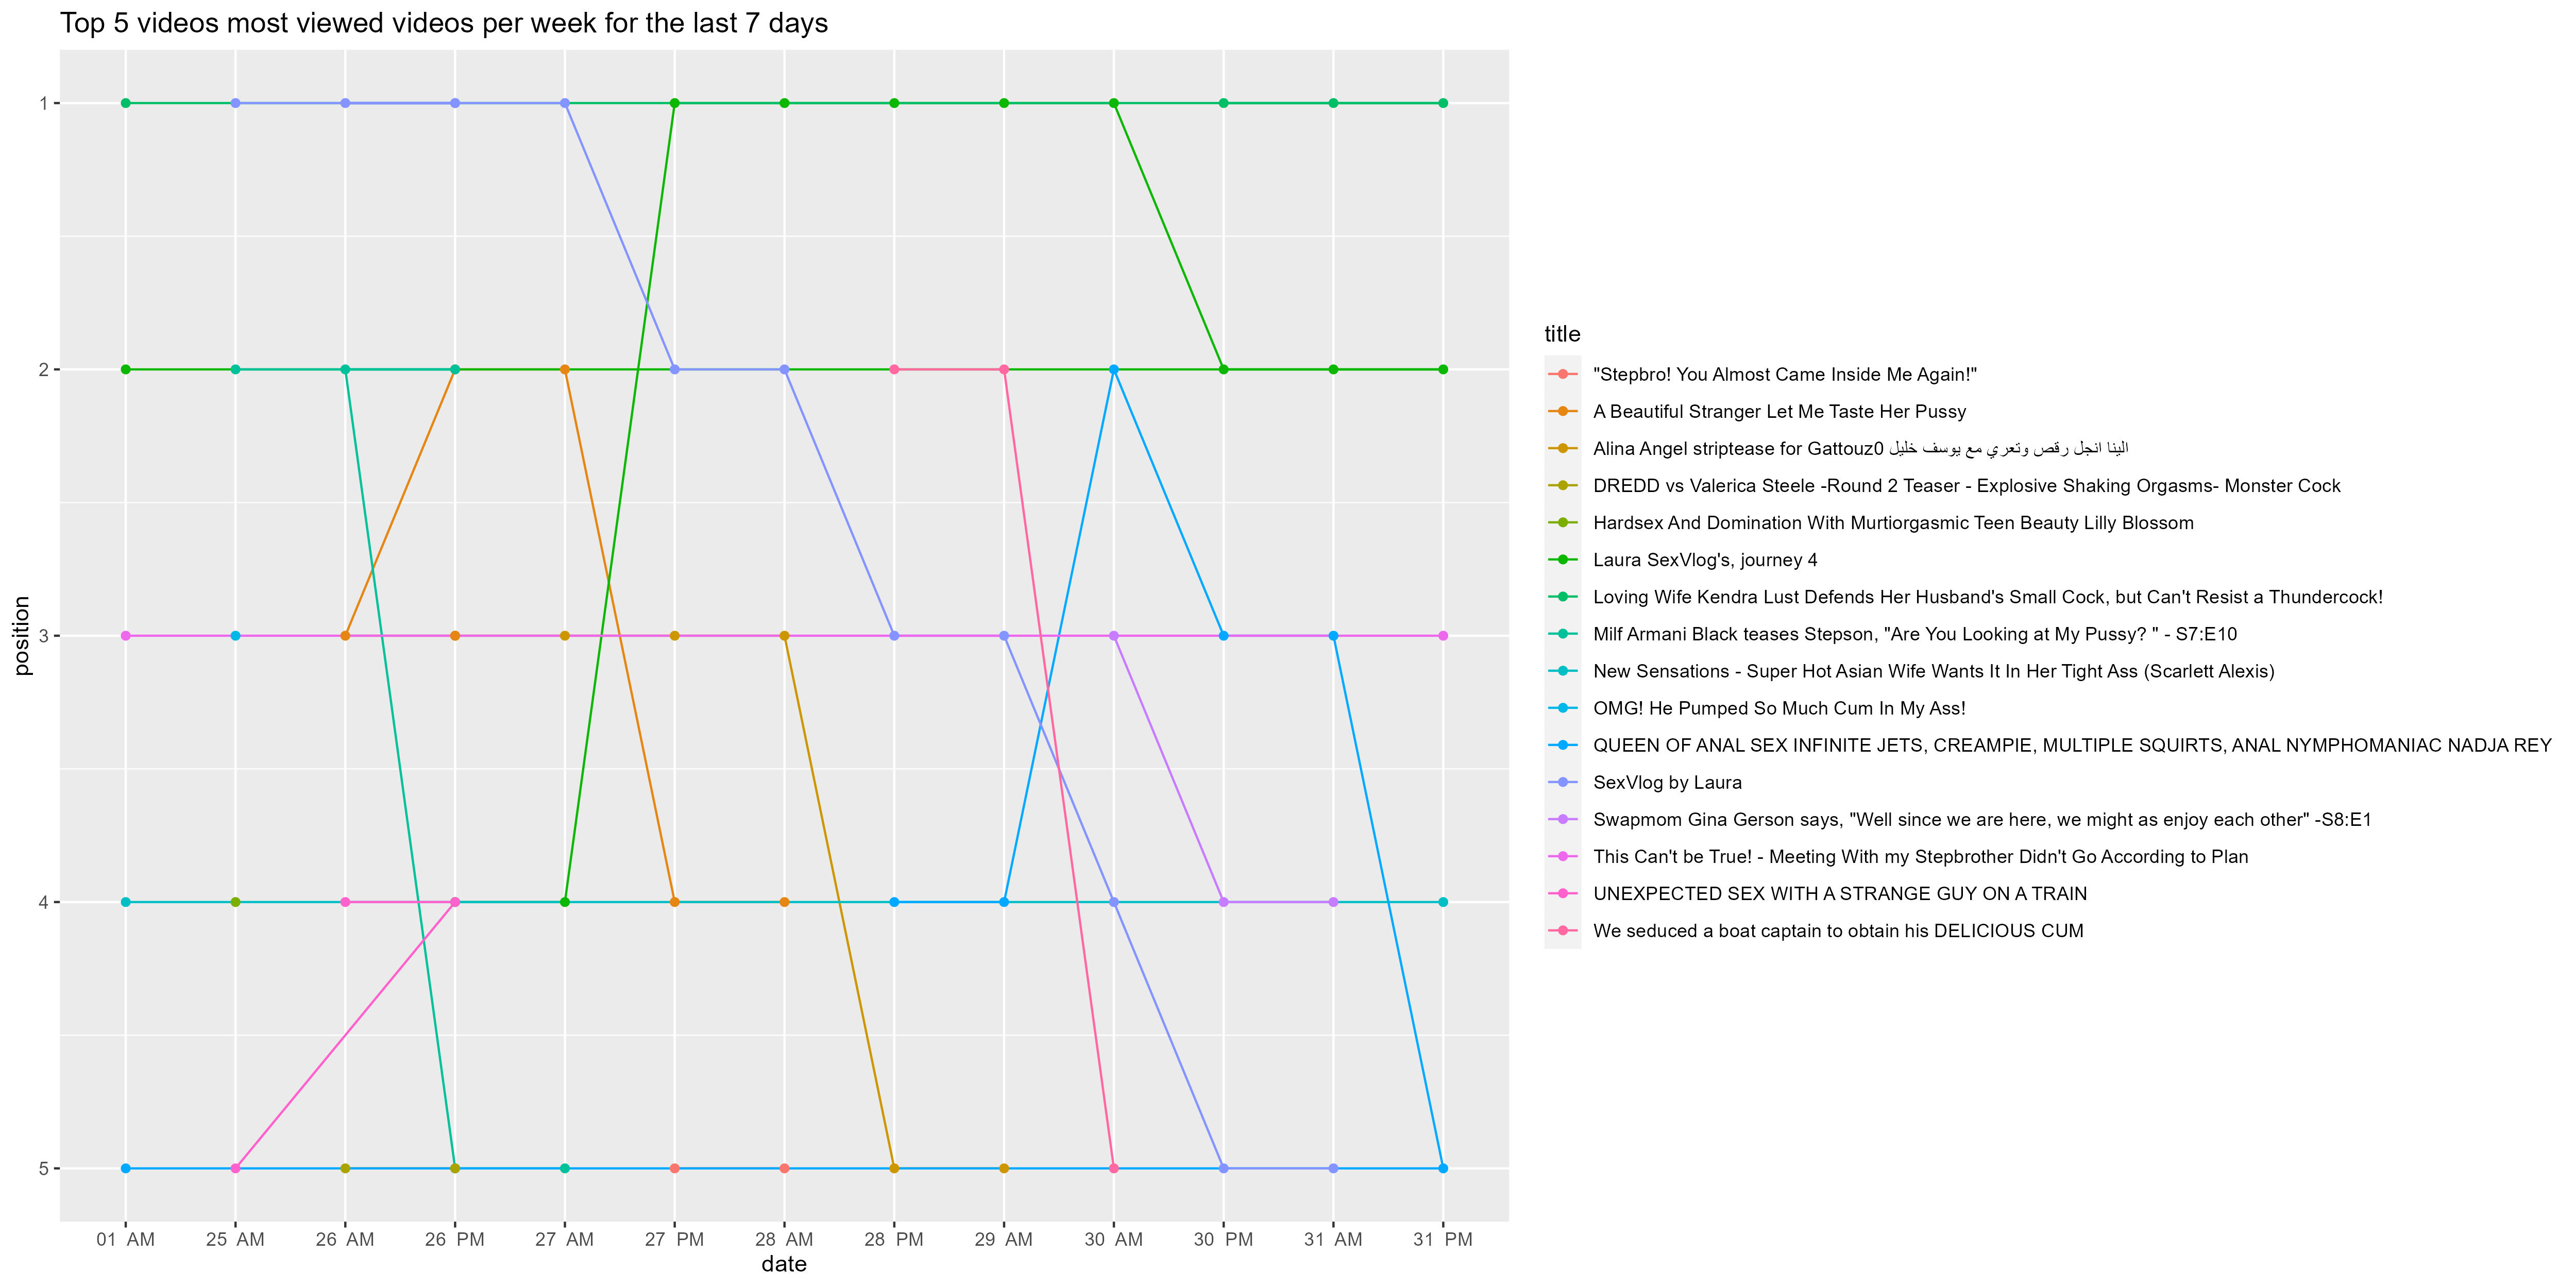 Top 5 videos most viewed videos per week for the last 7 days
position
1
2
3
4
5
01 AM
25 AM
26 AM
26 PM
27 AM
27 PM
28 AM
28 PM
29 AM
30 AM
30 PM
31 AM
31 PM
date
title
"Stepbro! You Almost Came Inside Me Again!"
A Beautiful Stranger Let Me Taste Her Pussy
Alina Angel striptease for Gattouz0 الينا انجل رقص وتعري مع يوسف خليل
DREDD vs Valerica Steele -Round 2 Teaser - Explosive Shaking Orgasms- Monster Cock
Hardsex And Domination With Murtiorgasmic Teen Beauty Lilly Blossom
Laura SexVlog's, journey 4
Loving Wife Kendra Lust Defends Her Husband's Small Cock, but Can't Resist a Thundercock!
Milf Armani Black teases Stepson, "Are You Looking at My Pussy? " - S7:E10
New Sensations - Super Hot Asian Wife Wants It In Her Tight Ass (Scarlett Alexis)
OMG! He Pumped So Much Cum In My Ass!
QUEEN OF ANAL SEX INFINITE JETS, CREAMPIE, MULTIPLE SQUIRTS, ANAL NYMPHOMANIAC NADJA REY
SexVlog by Laura
Swapmom Gina Gerson says, "Well since we are here, we might as enjoy each other" -S8:E1
This Can't be True! - Meeting With my Stepbrother Didn't Go According to Plan
UNEXPECTED SEX WITH A STRANGE GUY ON A TRAIN
We seduced a boat captain to obtain his DELICIOUS CUM